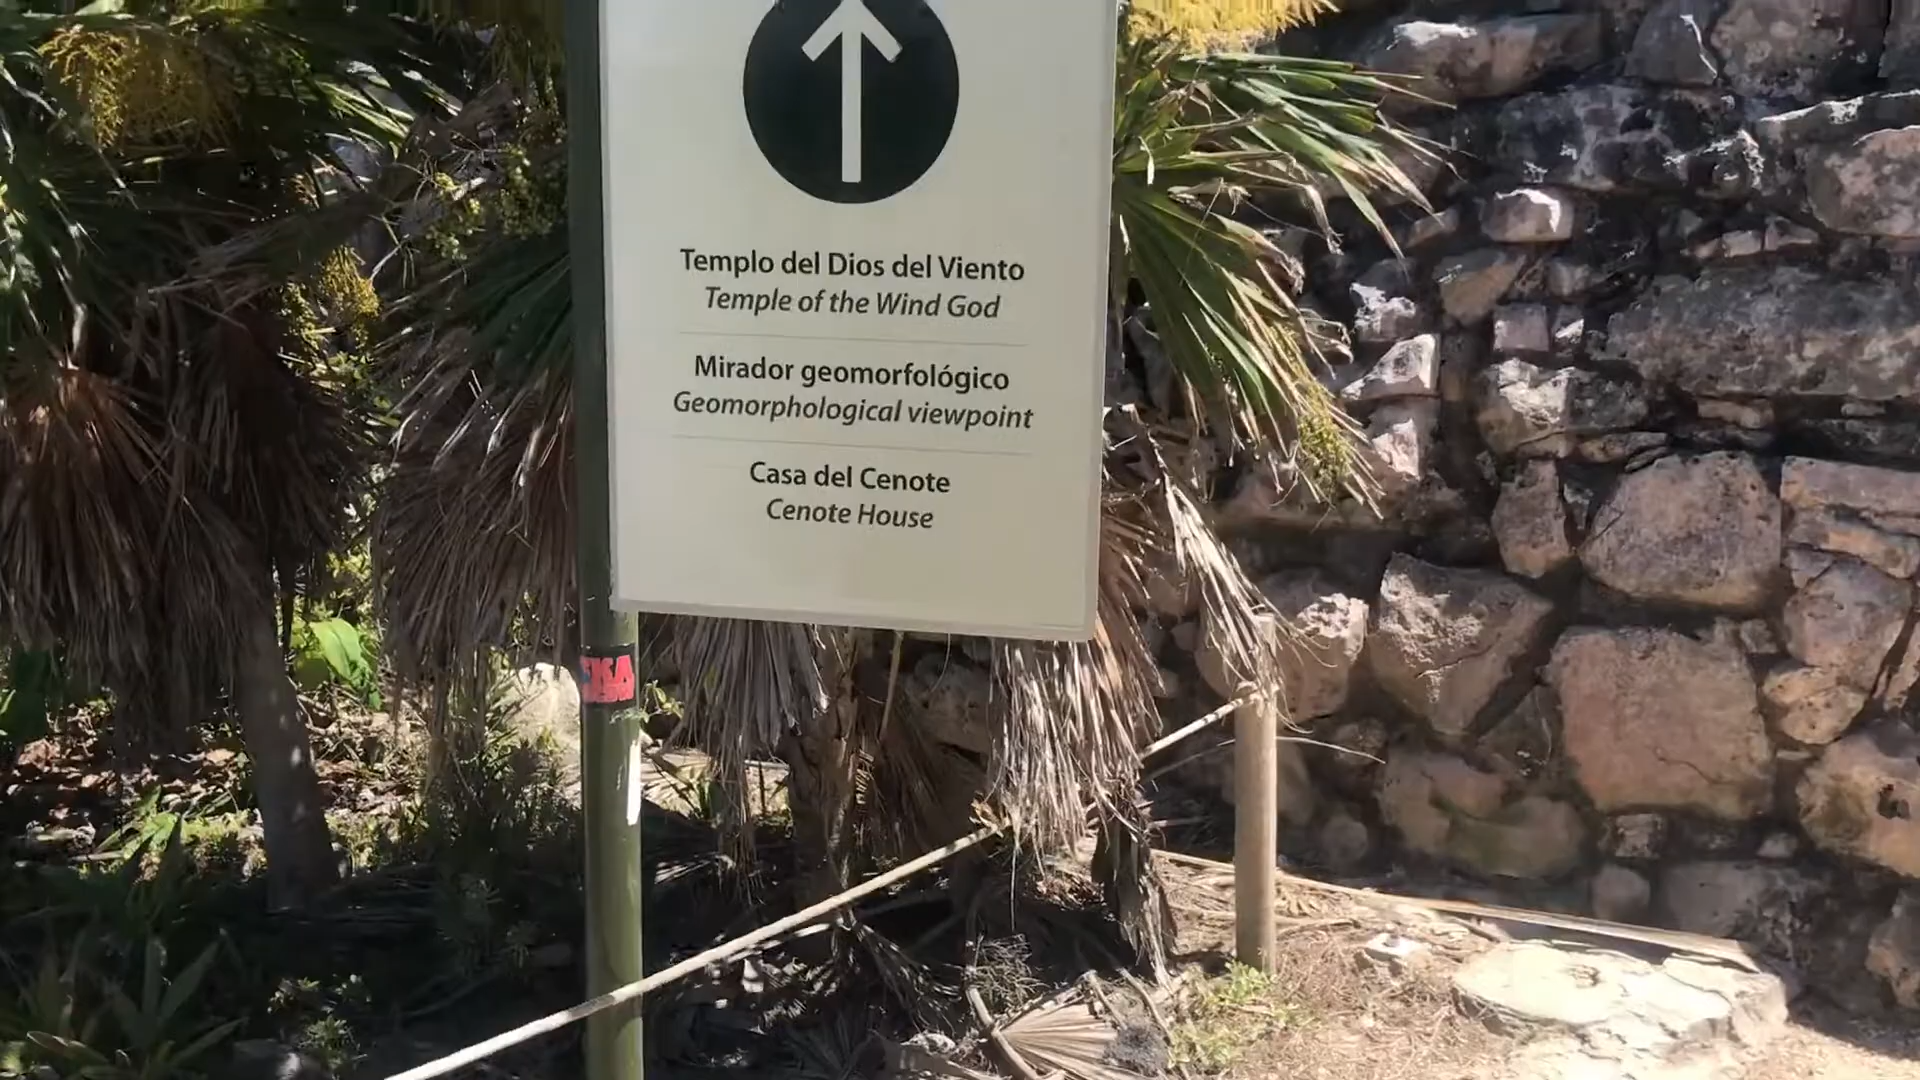 Templo del Dios del Viento
Temple of the Wind God
Mirador geomorfológico
Geomorphological viewpoint
Casa del Cenote
Cenote House
SKA